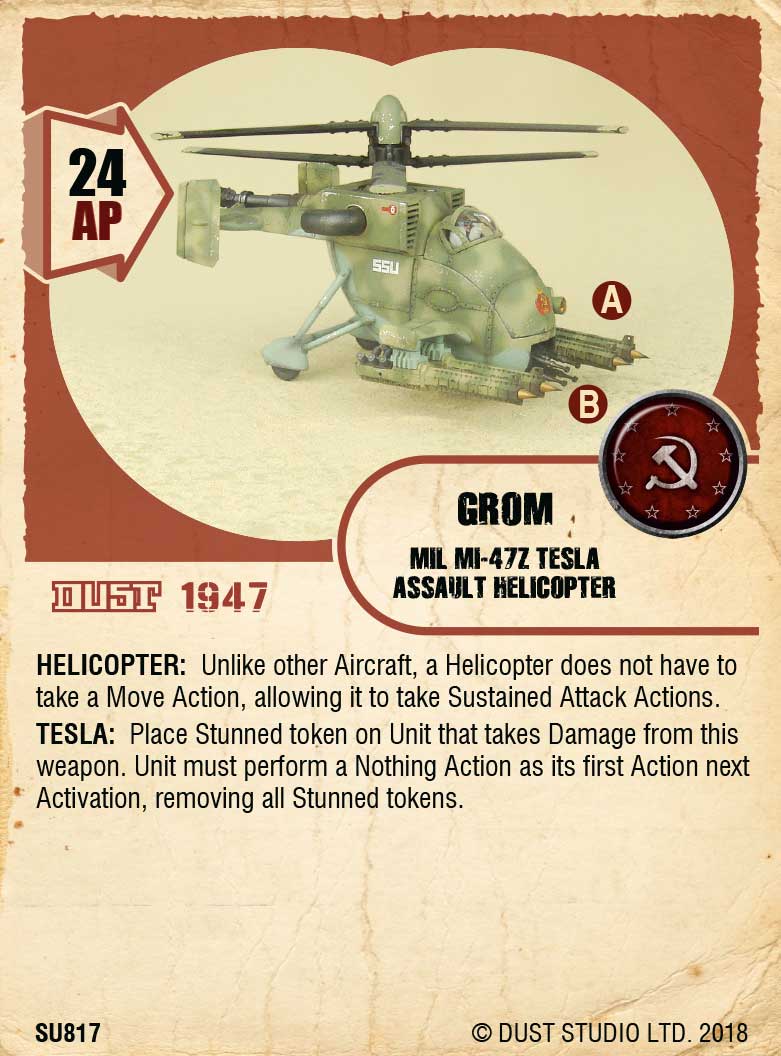 24
AP
SSU
A
B
GROM
MIL MI-47Z TESLA
ASSAULT HELICOPTER
DUST 1947
HELICOPTER: Unlike other Aircraft, a Helicopter does not have to
take a Move Action, allowing it to take Sustained Attack Actions.
TESLA: Place Stunned token on Unit that takes Damage from this
weapon. Unit must perform a Nothing Action as its first Action next
Activation, removing all Stunned tokens.
SU817
© DUST STUDIO LTD. 2018